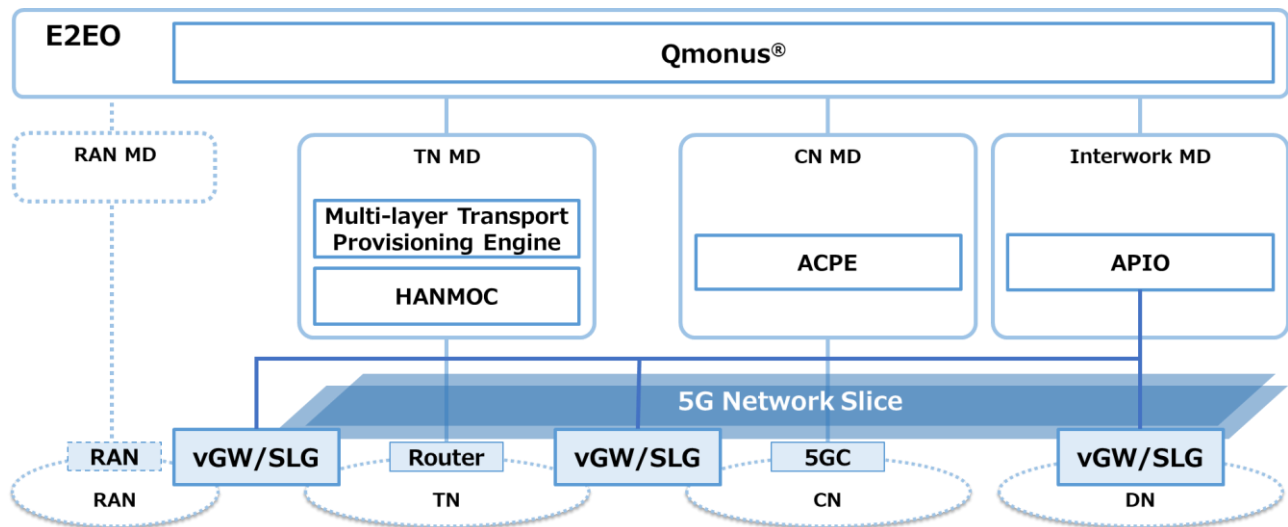 E2EO
Qmonus®
RAN MD
TN MD
CN MD
Interwork MD
Multi-layer Transport
Provisioning Engine
HANMOC
ACPE
APIO
5G Network Slice
RAN
vGW/SLG
Router
vGW/SLG
5GC
vGW/SLG
RAN
TN
CN
DN